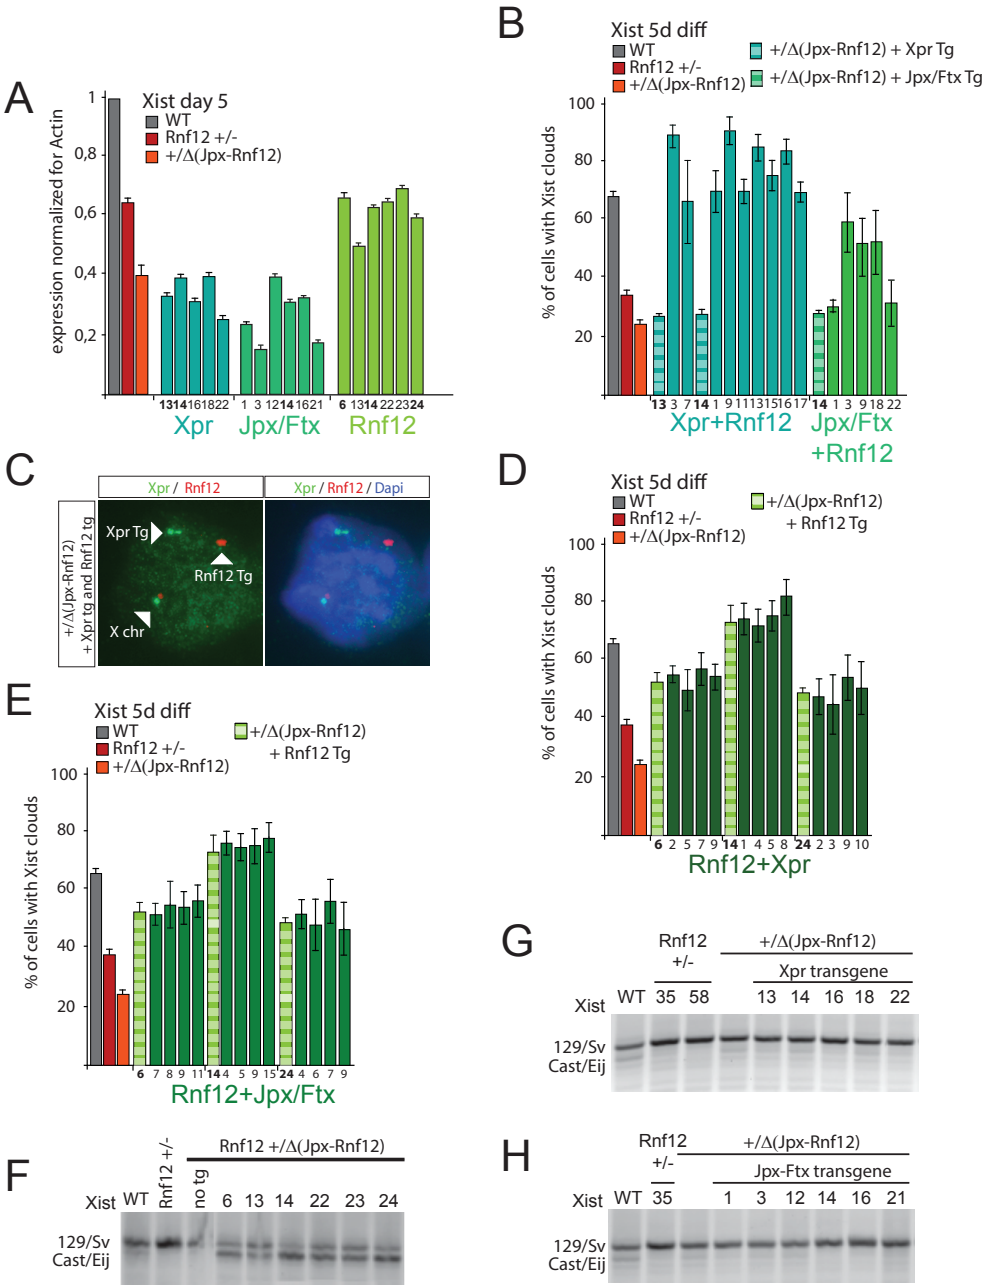 A
Xist day 5
WT
Rnf12 +/-
+/Δ(Jpx-Rnf12)
expression normalized for Actin
1
0,8
0,6
0,4
0,2
13 14 16 18 22
1 3 12 14 16 21
6 13 14 22 23 24
Xpr
Jpx/Ftx
Rnf12
B
Xist 5d diff
WT
Rnf12 +/-
+/Δ(Jpx-Rnf12)
+/Δ(Jpx-Rnf12) + Xpr Tg
+/Δ(Jpx-Rnf12) + Jpx/Ftx Tg
% of cells with Xist clouds
100
80
60
40
20
13 3 7 14 1 9 11 13 15 16 17
14 1 3 9 18 22
Xpr+Rnf12
Jpx/Ftx
+Rnf12
C
Xpr / Rnf12
Xpr / Rnf12 / Dapi
+/Δ(Jpx-Rnf12)
+ Xpr tg and Rnf12 tg
Xpr Tg
Rnf12 Tg
X chr
D
Xist 5d diff
WT
Rnf12 +/-
+/Δ(Jpx-Rnf12)
+/Δ(Jpx-Rnf12)
+ Rnf12 Tg
% of cells with Xist clouds
100
80
60
40
20
6 2 5 7 9 14 1 4 5 8 24 2 3 9 10
Rnf12+Xpr
E
Xist 5d diff
WT
Rnf12 +/-
+/Δ(Jpx-Rnf12)
+/Δ(Jpx-Rnf12)
+ Rnf12 Tg
% of cells with Xist clouds
100
80
60
40
20
6 7 8 9 11 14 4 5 9 15 24 4 6 7 9
Rnf12+Jpx/Ftx
F
Rnf12 +/Δ(Jpx-Rnf12)
Xist WT Rnf12 +/- no tg 6 13 14 22 23 24
129/Sv
Cast/Eij
G
Rnf12
+/-
+/Δ(Jpx-Rnf12)
Xpr transgene
Xist WT 35 58 13 14 16 18 22
129/Sv
Cast/Eij
H
Rnf12
+/-
+/Δ(Jpx-Rnf12)
Jpx-Ftx transgene
Xist WT 35 1 3 12 14 16 21
129/Sv
Cast/Eij